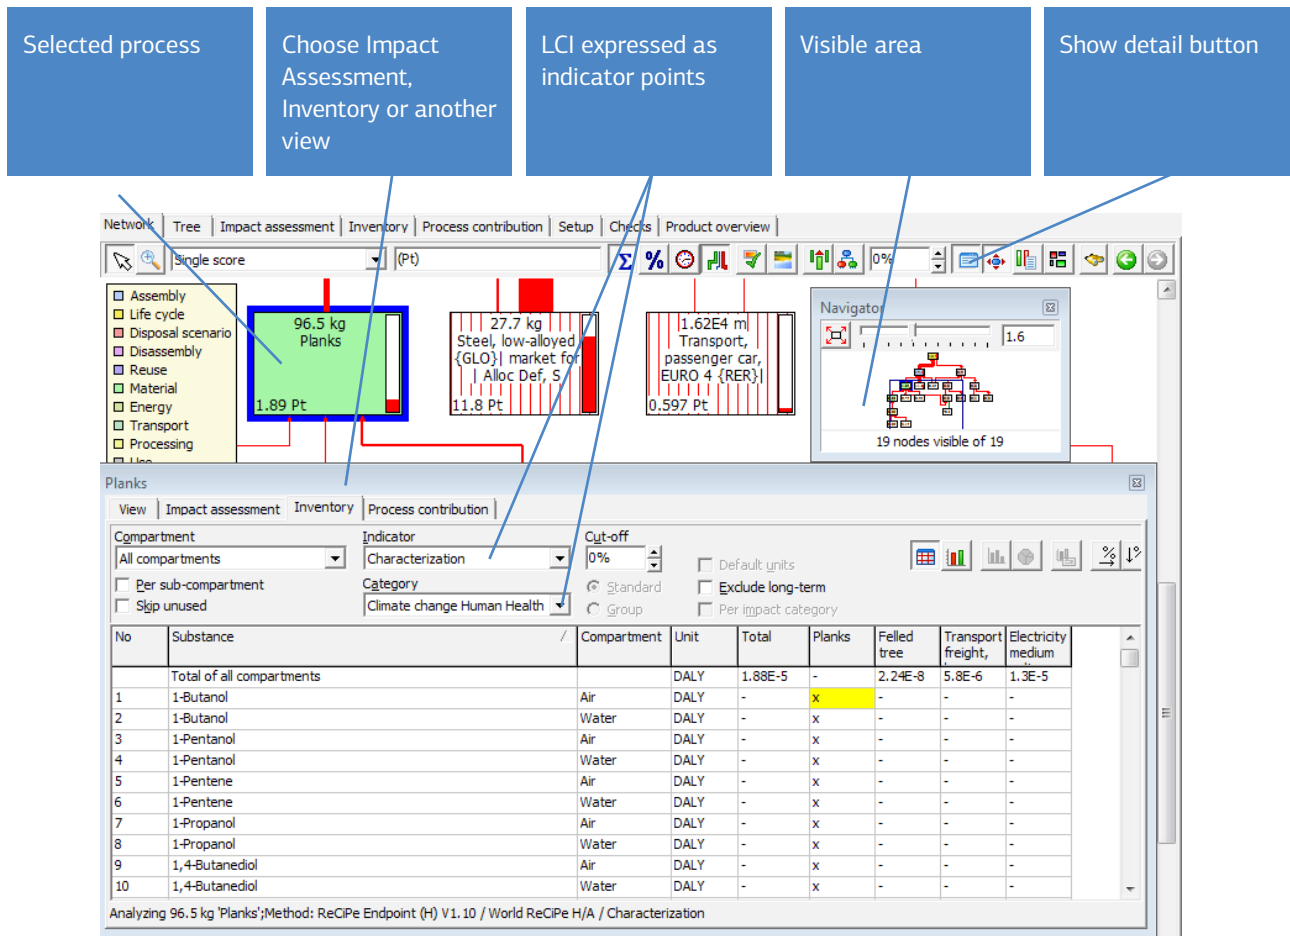 Selected process
Choose Impact
Assessment,
Inventory or another
view
LCI expressed as
indicator points
Visible area
Show detail button
Network Tree Impact assessment Inventory Process contribution Setup Checks Product overview
Single score (Pt) Σ % 0%
Assembly
Life cycle
Disposal scenario
Disassembly
Reuse
Material
Energy
Transport
Processing
96.5 kg
Planks
1.89 Pt
27.7 kg
Steel, low-alloyed
{GLO}| market for
| Alloc Def, S
11.8 Pt
1.62E4 m
Transport,
passenger car,
EURO 4 {RER}|
0.597 Pt
Navigator
1.6
19 nodes visible of 19
Planks
View Impact assessment Inventory Process contribution
Compartment Indicator Cut-off
All compartments Characterization 0% Default units
Per sub-compartment Category Standard Exclude long-term
Skip unused Climate change Human Health Group Per impact category
No Substance / Compartment Unit Total Planks Felled tree Transport freight, Electricity medium
Total of all compartments DALY 1.88E-5 - 2.24E-8 5.8E-6 1.3E-5
1 1-Butanol Air DALY - x - - -
2 1-Butanol Water DALY - x - - -
3 1-Pentanol Air DALY - x - - -
4 1-Pentanol Water DALY - x - - -
5 1-Pentene Air DALY - x - - -
6 1-Pentene Water DALY - x - - -
7 1-Propanol Air DALY - x - - -
8 1-Propanol Water DALY - x - - -
9 1,4-Butanediol Air DALY - x - - -
10 1,4-Butanediol Water DALY - x - - -
Analyzing 96.5 kg 'Planks';Method: ReCiPe Endpoint (H) V1.10 / World ReCiPe H/A / Characterization